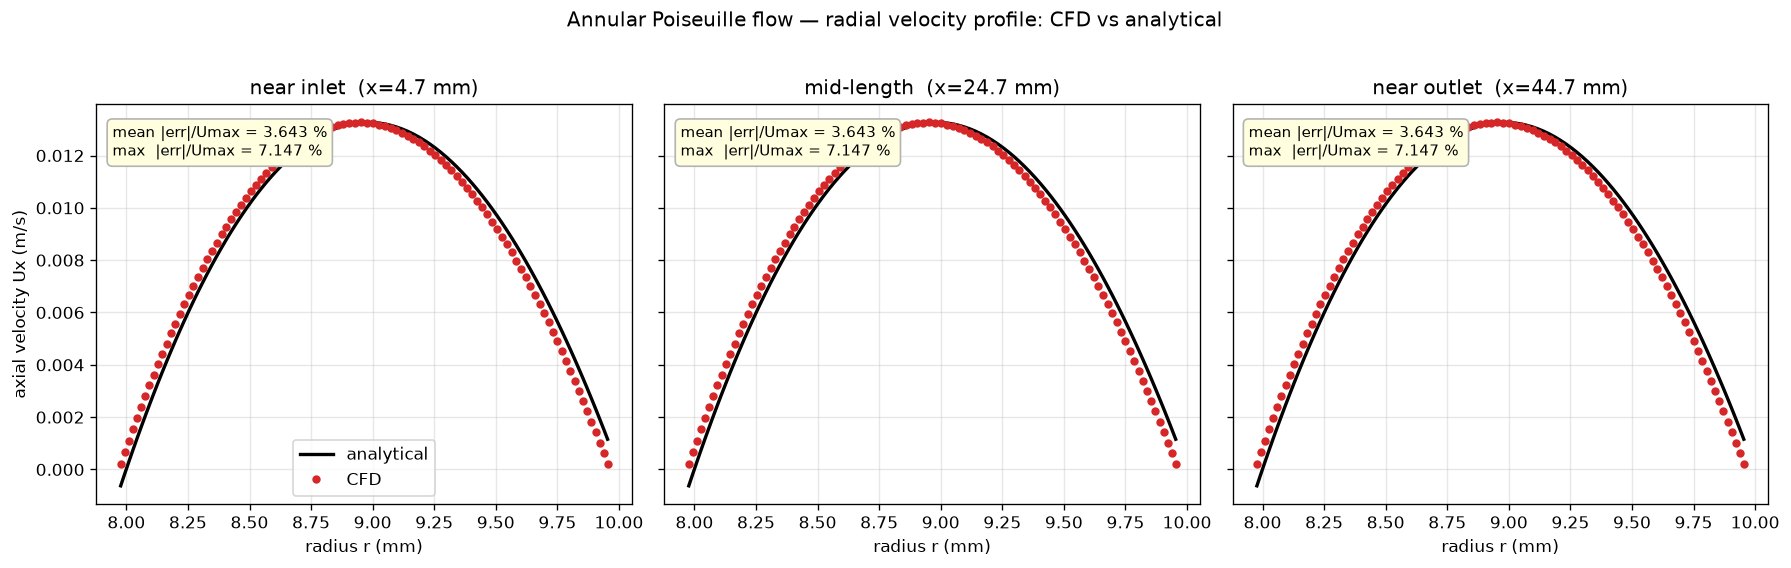 Annular Poiseuille flow — radial velocity profile: CFD vs analytical
near inlet  (x=4.7 mm)
mean |err|/Umax = 3.643 %
max  |err|/Umax = 7.147 %
axial velocity Ux (m/s)
0.012
0.010
0.008
0.006
0.004
0.002
0.000
analytical
CFD
8.00 8.25 8.50 8.75 9.00 9.25 9.50 9.75 10.00
radius r (mm)
mid-length  (x=24.7 mm)
mean |err|/Umax = 3.643 %
max  |err|/Umax = 7.147 %
8.00 8.25 8.50 8.75 9.00 9.25 9.50 9.75 10.00
radius r (mm)
near outlet  (x=44.7 mm)
mean |err|/Umax = 3.643 %
max  |err|/Umax = 7.147 %
8.00 8.25 8.50 8.75 9.00 9.25 9.50 9.75 10.00
radius r (mm)